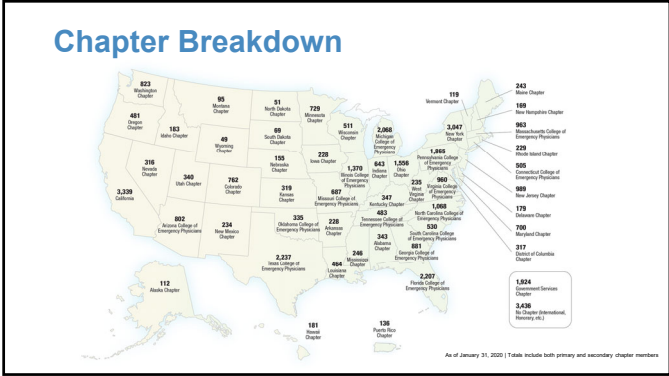 Chapter Breakdown
823
Washington
Chapter
481
Oregon
Chapter
183
Idaho Chapter
95
Montana
Chapter
49
Wyoming
Chapter
51
North Dakota
Chapter
69
South Dakota
Chapter
155
Nebraska
Chapter
729
Minnesota
Chapter
511
Wisconsin
Chapter
228
Iowa Chapter
2,068
Michigan
College of
Emergency
Physicians
316
Nevada
Chapter
340
Utah Chapter
762
Colorado
Chapter
319
Kansas
Chapter
687
Missouri College of
Emergency Physicians
1,370
Illinois College
of Emergency
Physicians
643
Indiana
Chapter
1,556
Ohio
Chapter
3,339
California
802
Arizona College of
Emergency Physicians
234
New Mexico
Chapter
335
Oklahoma College of
Emergency Physicians
228
Arkansas
Chapter
347
Kentucky Chapter
483
Tennessee College of
Emergency Physicians
235
West
Virginia
Chapter
960
Virginia College
of Emergency
Physicians
1,068
North Carolina College of
Emergency Physicians
530
South Carolina College
of Emergency Physicians
881
Georgia College of
Emergency Physicians
343
Alabama
Chapter
246
Mississippi
Chapter
464
Louisiana
Chapter
2,237
Texas College of
Emergency Physicians
2,207
Florida College of
Emergency Physicians
112
Alaska Chapter
181
Hawaii
Chapter
136
Puerto Rico
Chapter
119
Vermont Chapter
3,047
New York
Chapter
1,865
Pennsylvania College
of Emergency
Physicians
243
Maine Chapter
169
New Hampshire Chapter
963
Massachusetts College of
Emergency Physicians
229
Rhode Island Chapter
505
Connecticut College of
Emergency Physicians
989
New Jersey Chapter
179
Delaware Chapter
700
Maryland Chapter
317
District of Columbia
Chapter
1,924
Government Services
Chapter
3,436
No Chapter (International,
Honorary, etc.)
As of January 31, 2020 | Totals include both primary and secondary chapter members